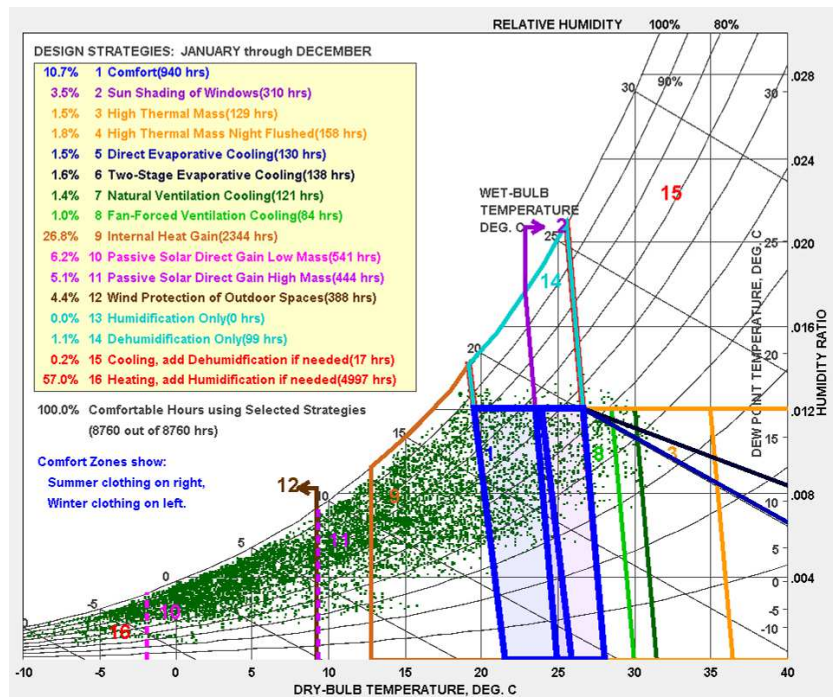 RELATIVE HUMIDITY 100% 80%
DESIGN STRATEGIES: JANUARY through DECEMBER
10.7% 1 Comfort(940 hrs)
3.5% 2 Sun Shading of Windows(310 hrs)
1.5% 3 High Thermal Mass(129 hrs)
1.8% 4 High Thermal Mass Night Flushed(158 hrs)
1.5% 5 Direct Evaporative Cooling(130 hrs)
1.6% 6 Two-Stage Evaporative Cooling(138 hrs)
1.4% 7 Natural Ventilation Cooling(121 hrs)
1.0% 8 Fan-Forced Ventilation Cooling(84 hrs)
26.8% 9 Internal Heat Gain(2344 hrs)
6.2% 10 Passive Solar Direct Gain Low Mass(541 hrs)
5.1% 11 Passive Solar Direct Gain High Mass(444 hrs)
4.4% 12 Wind Protection of Outdoor Spaces(388 hrs)
0.0% 13 Humidification Only(0 hrs)
1.1% 14 Dehumidification Only(99 hrs)
0.2% 15 Cooling, add Dehumidfication if needed(17 hrs)
57.0% 16 Heating, add Humidification if needed(4997 hrs)
100.0% Comfortable Hours using Selected Strategies
(8760 out of 8760 hrs)
Comfort Zones show:
Summer clothing on right,
Winter clothing on left.
WET-BULB
TEMPERATURE
DEG. C
30 90% 30
.028
.024
.020
.016
.012
.008
.004
HUMIDITY RATIO
DEW POINT TEMPERATURE, DEG. C
25
20
15
10
5
0
-5
-10
2
25
14
15
20
15
10
5
0
-5
12
9
11
10
16
1
8
3
-10 -5 0 5 10 15 20 25 30 35 40
DRY-BULB TEMPERATURE, DEG. C